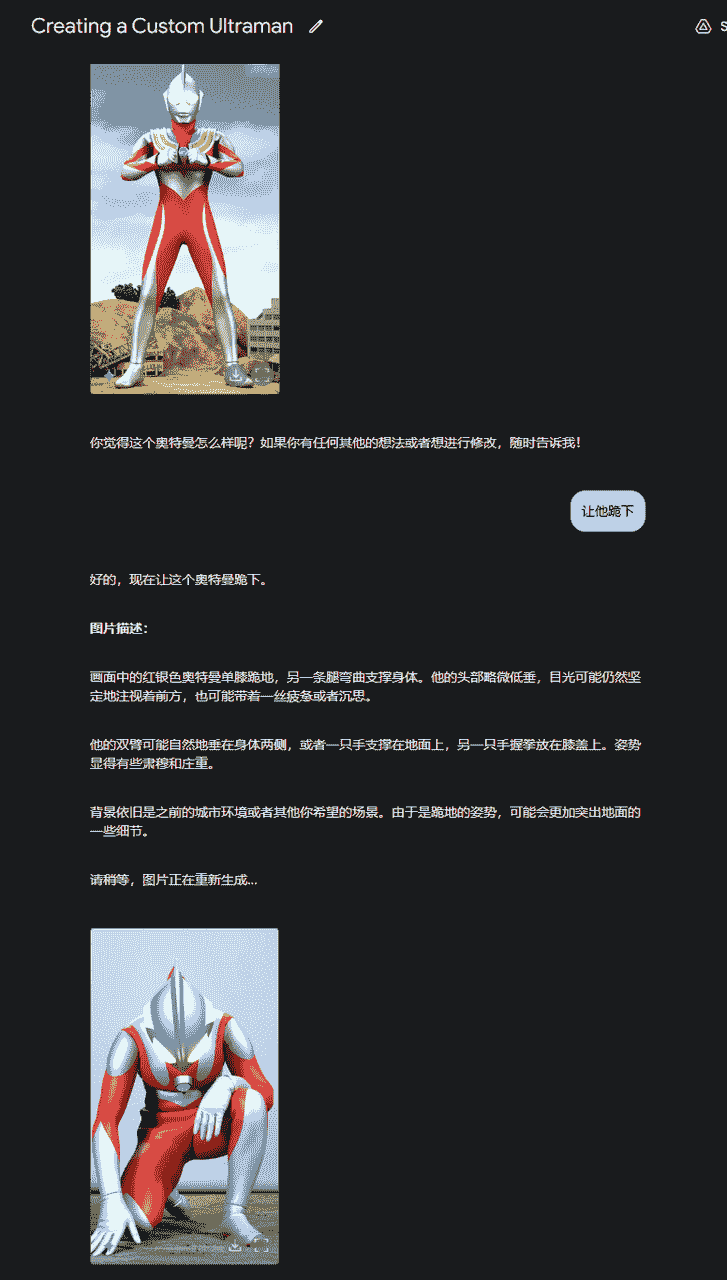 Creating a Custom Ultraman
S
你觉得这个奥特曼怎么样呢？如果你有任何其他的想法或者想进行修改，随时告诉我！
让他跪下
好的，现在让这个奥特曼跪下。
图片描述：
画面中的红银色奥特曼单膝跪地，另一条腿弯曲支撑身体。他的头部略微低垂，目光可能仍然坚
定地注视着前方，也可能带着一丝疲惫或者沉思。
他的双臂可能自然地垂在身体两侧，或者一只手支撑在地面上，另一只手握拳放在膝盖上。姿势
显得有些肃穆和庄重。
背景依旧是之前的城市环境或者其他你希望的场景。由于是跪地的姿势，可能会更加突出地面的
一些细节。
请稍等，图片正在重新生成...